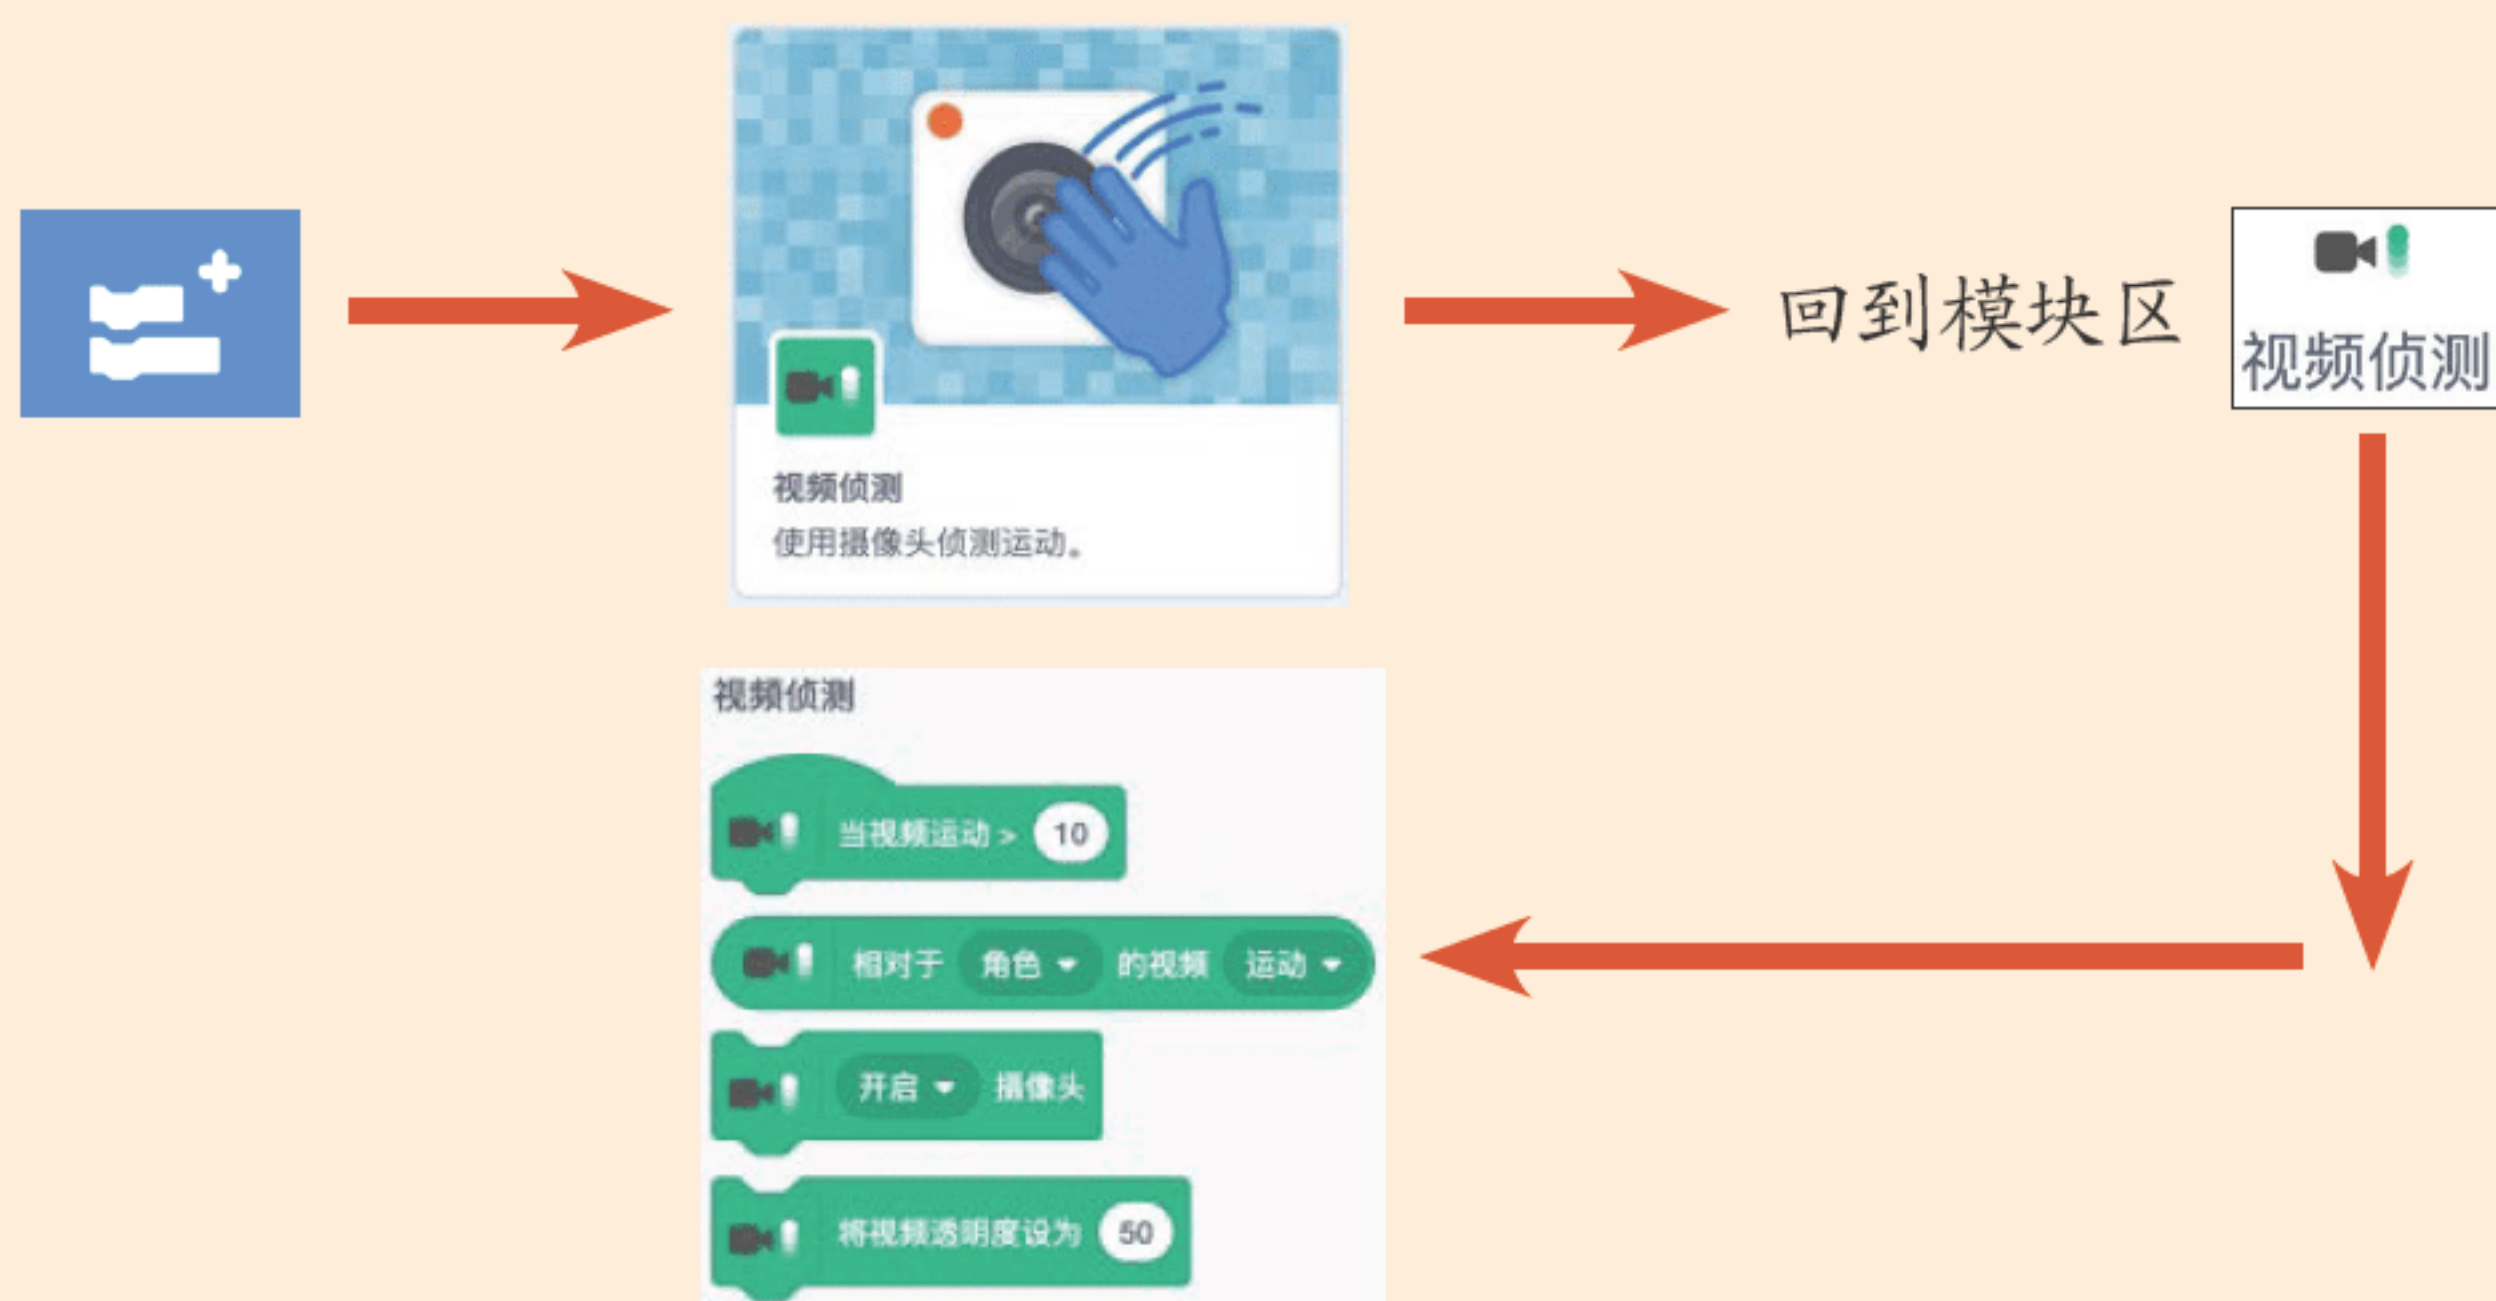 视频侦测
使用摄像头侦测运动。
回到模块区
视频侦测
视频侦测
当视频运动 > 10
相对于 角色 的视频 运动
开启 摄像头
将视频透明度设为 50